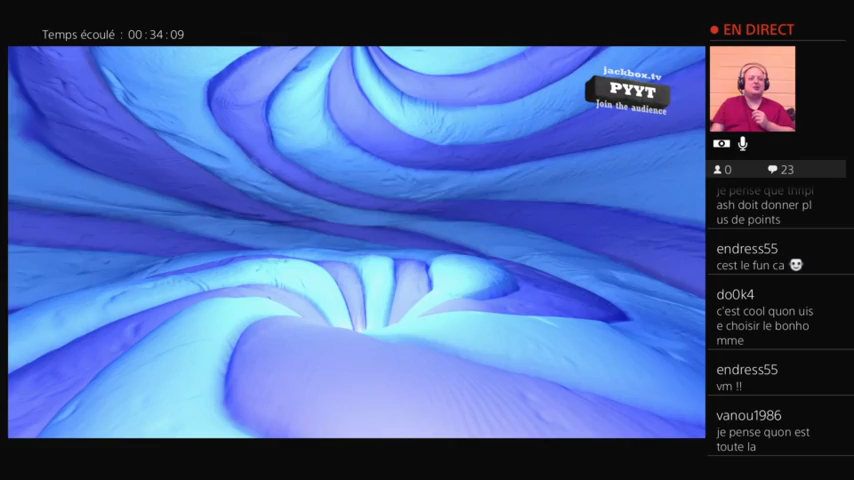 Temps écoulé : 00:34:09
EN DIRECT
jackbox.tv
PYYT
Join the audience
0
23
je pense que
ash doit donner pl
us de points
endress55
cest le fun ca
do0k4
c'est cool quon uis
e choisir le bonho
mme
endress55
vm !!
vanou1986
je pense quon est
toute la